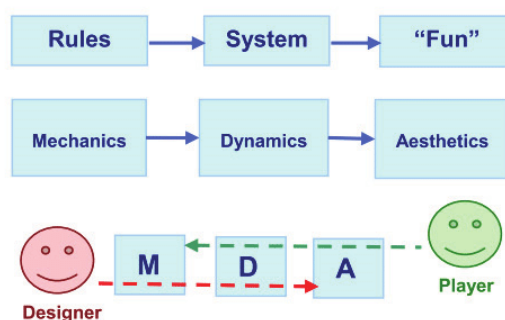 Rules System “Fun”
Mechanics Dynamics Aesthetics
M D A
Designer Player